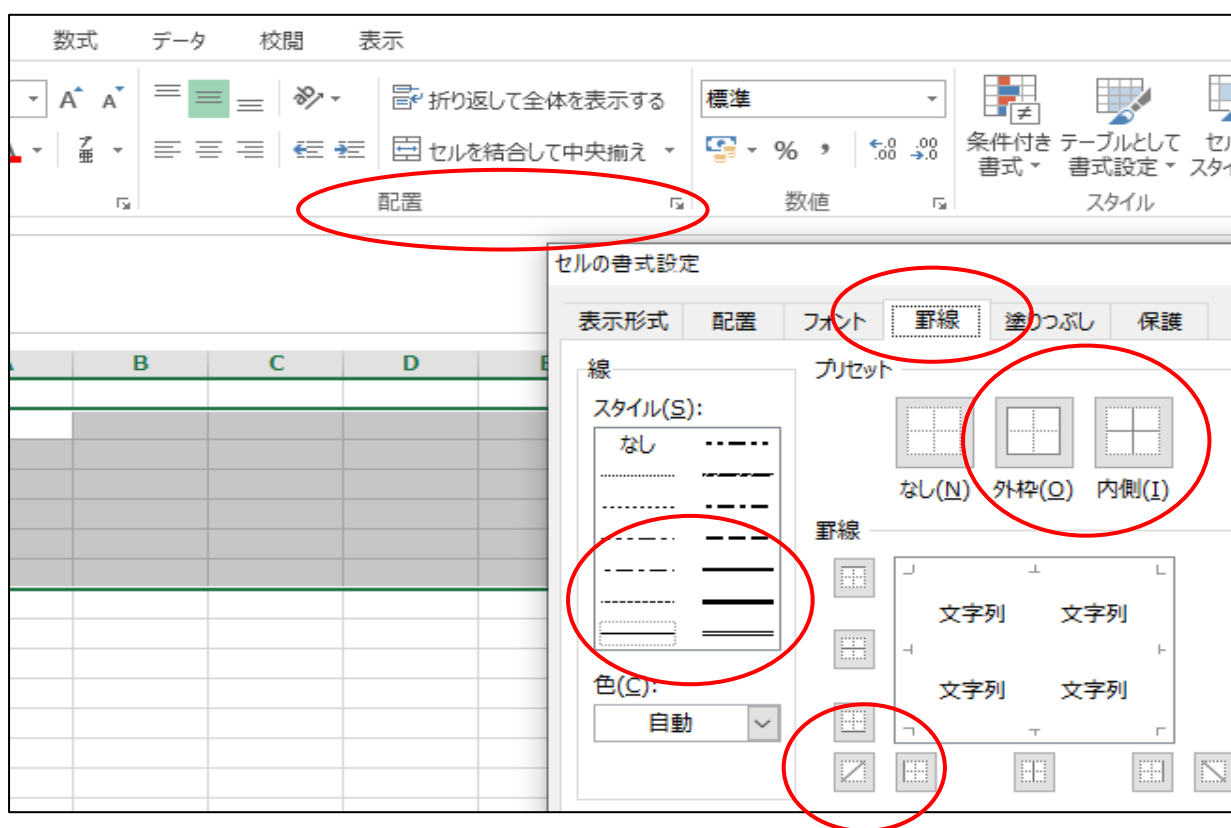 数式 データ 校閲 表示
A A 折り返して全体を表示する 標準
ア亜 セルを結合して中央揃え % , .0 .00 .00 .0 条件付き書式 テーブルとして書式設定
配置 数値 スタイル
セルの書式設定
表示形式 配置 フォント 罫線 塗りつぶし 保護
B C D
線 プリセット
スタイル(S):
なし
なし(N) 外枠(O) 内側(I)
罫線
文字列 文字列
色(C): 文字列 文字列
自動